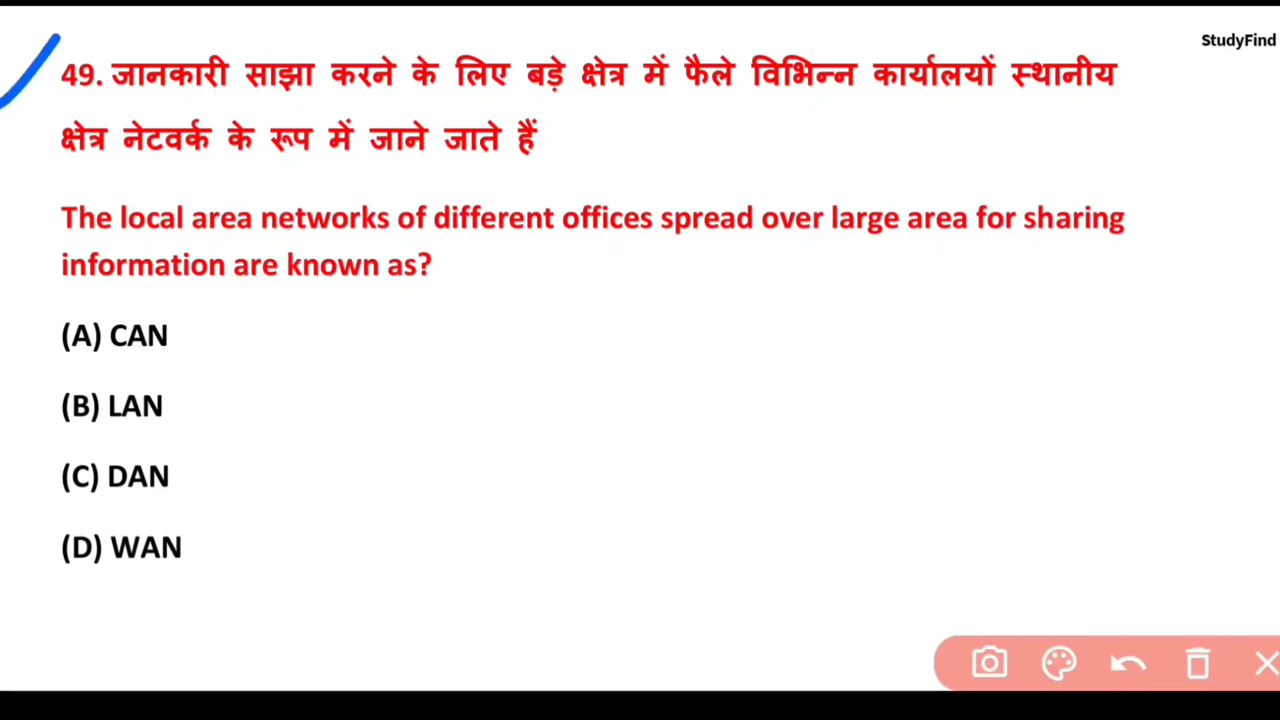 StudyFind
49. जानकारी साझा करने के लिए बड़े क्षेत्र में फैले विभिन्न कार्यालयों स्थानीय
क्षेत्र नेटवर्क के रूप में जाने जाते हैं
The local area networks of different offices spread over large area for sharing
information are known as?
(A) CAN
(B) LAN
(C) DAN
(D) WAN